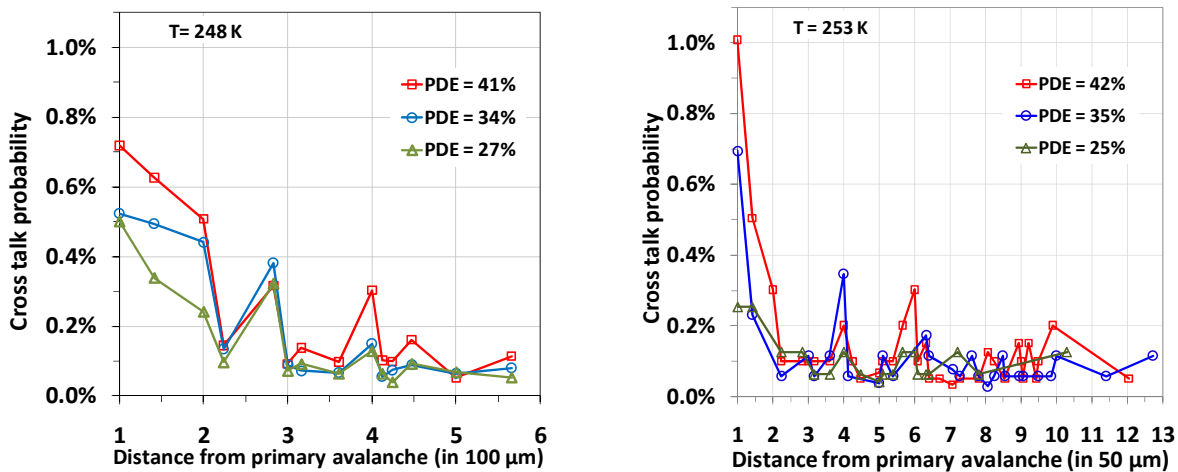 T= 248 K
1.0%
0.8%
0.6%
0.4%
0.2%
0.0%
Cross talk probability
PDE = 41%
PDE = 34%
PDE = 27%
1 2 3 4 5 6
Distance from primary avalanche (in 100 µm)
T = 253 K
1.0%
0.8%
0.6%
0.4%
0.2%
0.0%
Cross talk probability
PDE = 42%
PDE = 35%
PDE = 25%
1 2 3 4 5 6 7 8 9 10 11 12 13
Distance from primary avalanche (in 50 µm)